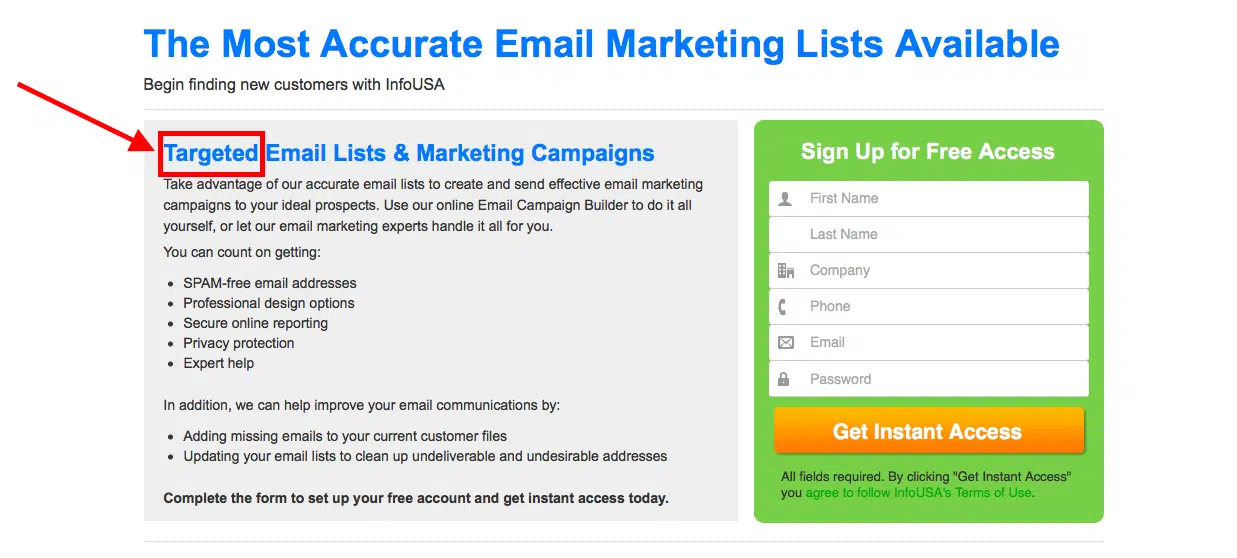 The Most Accurate Email Marketing Lists Available
Begin finding new customers with InfoUSA
Targeted Email Lists & Marketing Campaigns
Take advantage of our accurate email lists to create and send effective email marketing
campaigns to your ideal prospects. Use our online Email Campaign Builder to do it all
yourself, or let our email marketing experts handle it all for you.
You can count on getting:
SPAM-free email addresses
Professional design options
Secure online reporting
Privacy protection
Expert help
In addition, we can help improve your email communications by:
Adding missing emails to your current customer files
Updating your email lists to clean up undeliverable and undesirable addresses
Complete the form to set up your free account and get instant access today.
Sign Up for Free Access
First Name
Last Name
Company
Phone
Email
Password
Get Instant Access
All fields required. By clicking "Get Instant Access"
you agree to follow InfoUSA's Terms of Use.